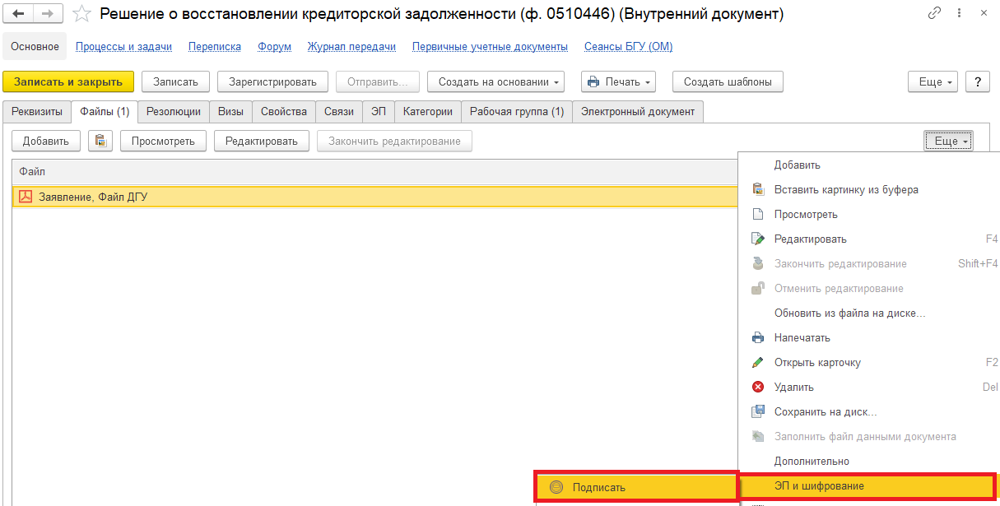 Решение о восстановлении кредиторской задолженности (ф. 0510446) (Внутренний документ)
Основное Процессы и задачи Переписка Форум Журнал передачи Первичные учетные документы Сеансы БГУ (ОМ)
Записать и закрыть Записать Зарегистрировать Отправить... Создать на основании Печать Создать шаблоны Еще ?
Реквизиты Файлы (1) Резолюции Визы Свойства Связи ЭП Категории Рабочая группа (1) Электронный документ
Добавить Просмотреть Редактировать Закончить редактирование Еще
Файл
Заявление, Файл ДГУ
Добавить
Вставить картинку из буфера
Просмотреть
Редактировать F4
Закончить редактирование Shift+F4
Отменить редактирование
Обновить из файла на диске...
Напечатать
Открыть карточку F2
Удалить Del
Сохранить на диск...
Заполнить файл данными документа
Дополнительно
ЭП и шифрование
Подписать